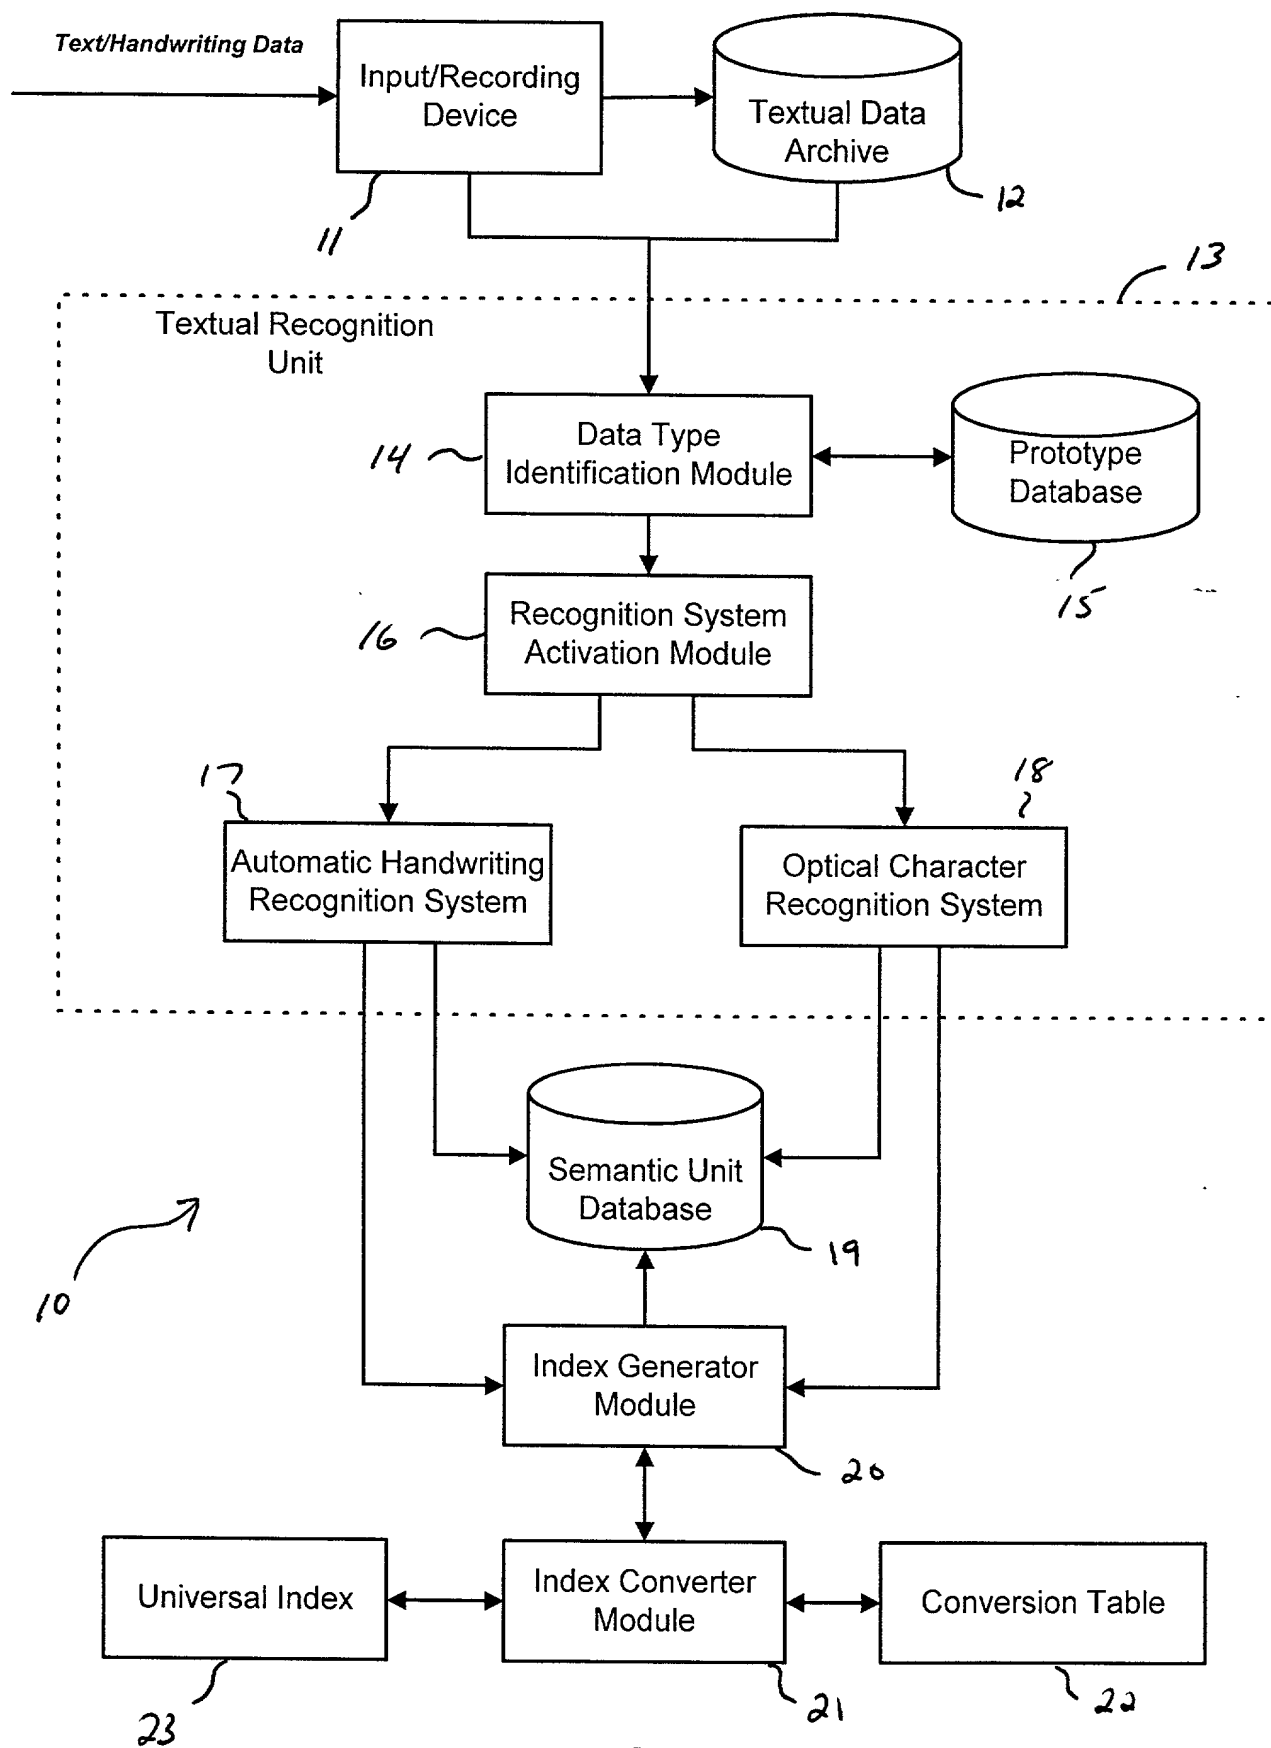 Text/Handwriting Data
Input/Recording
Device
Textual Data
Archive
11
12
13
Textual Recognition
Unit
14
Data Type
Identification Module
Prototype
Database
15
16
Recognition System
Activation Module
17
18
Automatic Handwriting
Recognition System
Optical Character
Recognition System
Semantic Unit
Database
19
10
Index Generator
Module
20
Universal Index
Index Converter
Module
Conversion Table
23
21
22